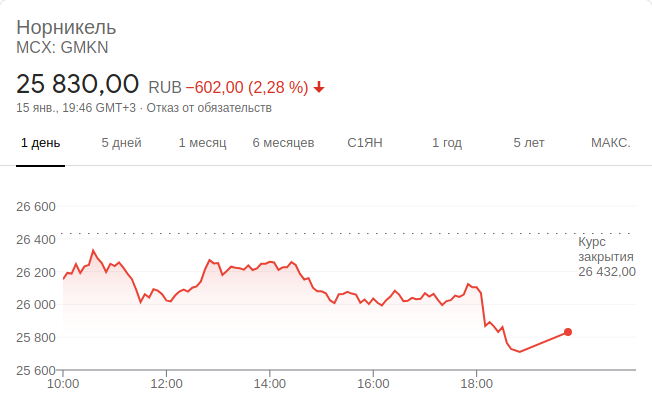 Норникель
MCX: GMKN
25 830,00 RUB −602,00 (2,28 %)
15 янв., 19:46 GMT+3 · Отказ от обязательств
1 день 5 дней 1 месяц 6 месяцев С1ЯН 1 год 5 лет МАКС.
26 600
26 400
Курс
закрытия
26 432,00
26 200
26 000
25 800
25 600
10:00 12:00 14:00 16:00 18:00